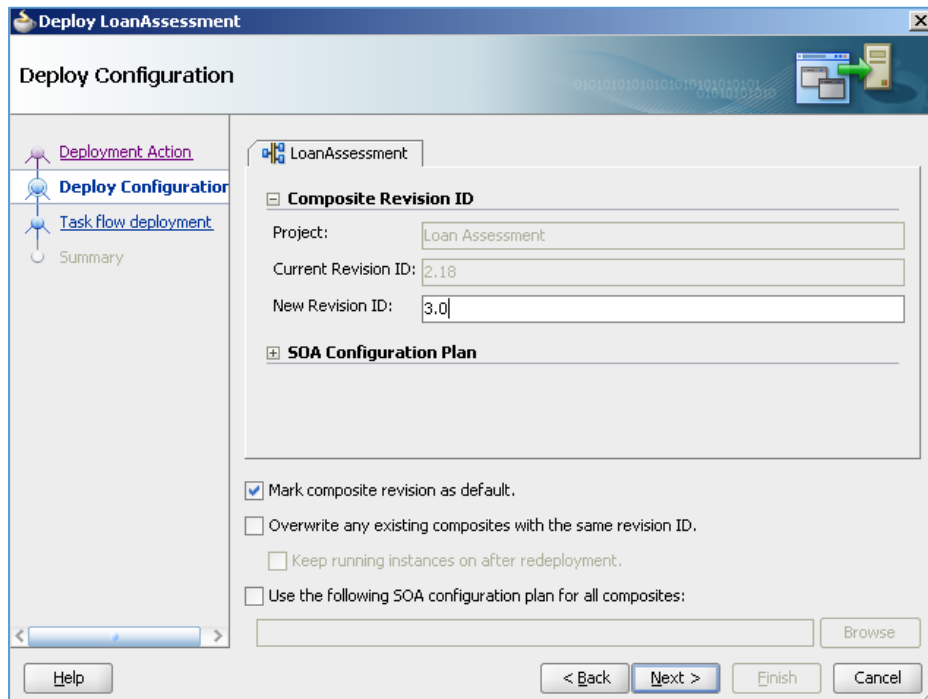 Deploy LoanAssessment
Deploy Configuration
010101010101010101010101
01010101010
Deployment Action
Deploy Configuration
Task flow deployment
Summary
LoanAssessment
Composite Revision ID
Project:
Loan Assessment
Current Revision ID:
2.18
New Revision ID:
3.0
SOA Configuration Plan
Mark composite revision as default.
Overwrite any existing composites with the same revision ID.
Keep running instances on after redeployment.
Use the following SOA configuration plan for all composites:
Browse
Help
< Back
Next >
Finish
Cancel